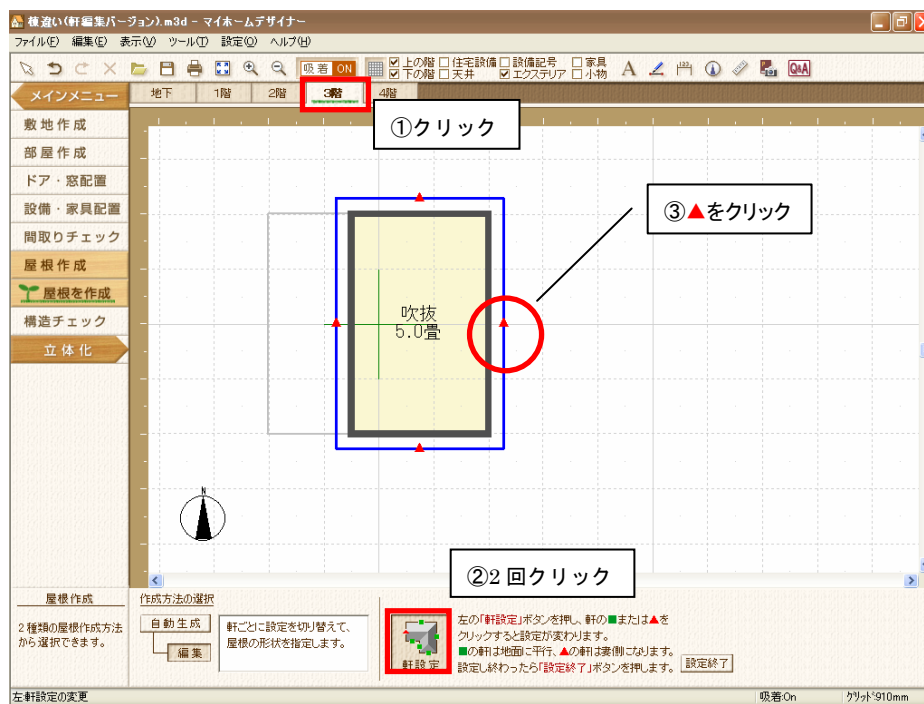 棟違い(軒編集バージョン).m3d - マイホームデザイナー
ファイル(F) 編集(E) 表示(V) ツール(T) 設定(O) ヘルプ(H)
吸着 ON
上の階 住宅設備 設備記号 家具
下の階 天井 エクステリア 小物
A Q&A
メインメニュー
地下 1階 2階 3階 4階
①クリック
敷地作成
部屋作成
ドア・窓配置
設備・家具配置
間取りチェック
屋根作成
屋根を作成
構造チェック
立体化
③▲をクリック
吹抜
5.0畳
N
②2回クリック
屋根作成
2種類の屋根作成方法
から選択できます。
作成方法の選択
自動生成
編集
軒ごとに設定を切り替えて、
屋根の形状を指定します。
軒設定
左の「軒設定」ボタンを押し、軒の■または▲を
クリックすると設定が変わります。
■の軒は地面に平行、▲の軒は妻側になります。
設定し終わったら「設定終了」ボタンを押します。
設定終了
左軒設定の変更
吸着:On グリッド:910mm